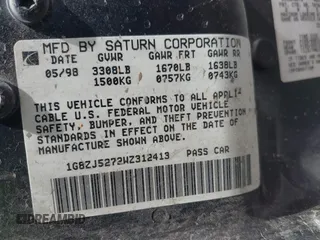 MFD BY SATURN CORPORATION
DATE GVWR GAWR FR GAWR RR
05/98 3308LB 1670LB 1638LB
1500KG 0757KG 0743KG
THIS VEHICLE CONFORMS TO ALL APPLI-
CABLE U.S. FEDERAL MOTOR VEHICLE
SAFETY, BUMPER, AND THEFT PREVENTION
STANDARDS IN EFFECT ON THE DATE OF
MANUFACTURE SHOWN ABOVE.
1G8ZJ5272WZ312413 PASS CAR
AUTOBIDMASTER